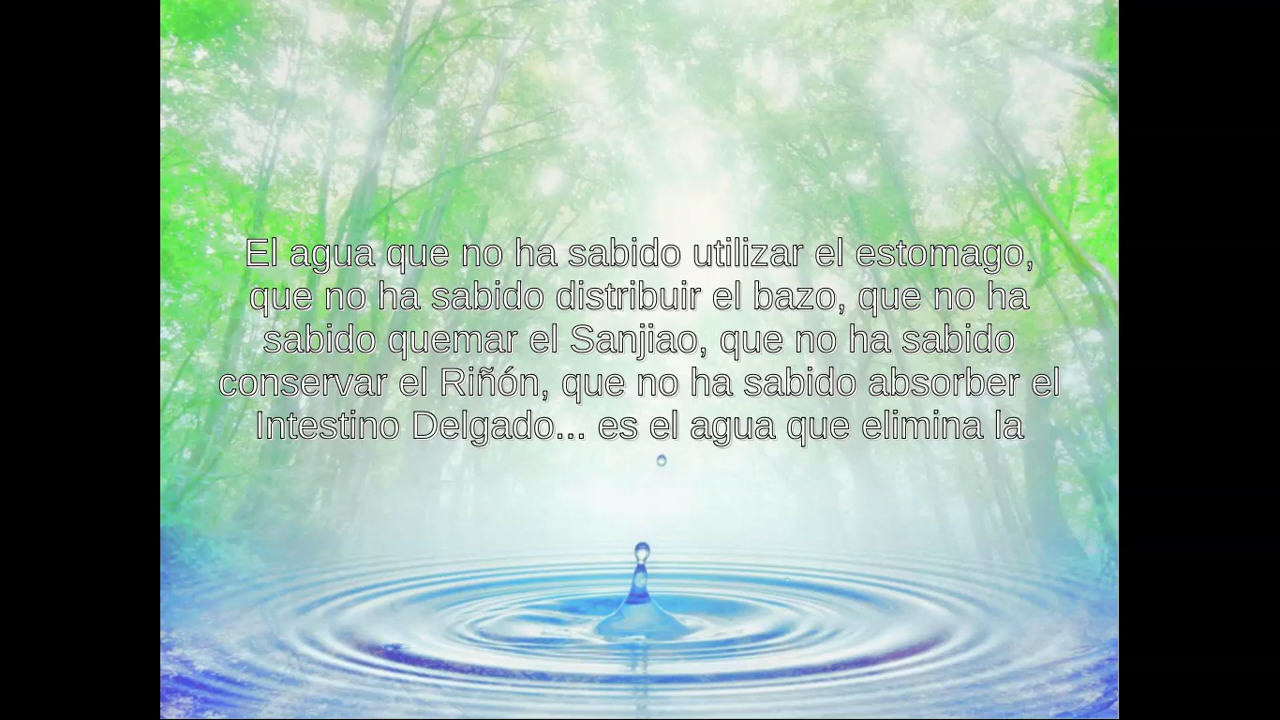 El agua que no ha sabido utilizar el estomago,
que no ha sabido distribuir el bazo, que no ha
sabido quemar el Sanjiao, que no ha sabido
conservar el Riñón, que no ha sabido absorber el
Intestino Delgado... es el agua que elimina la